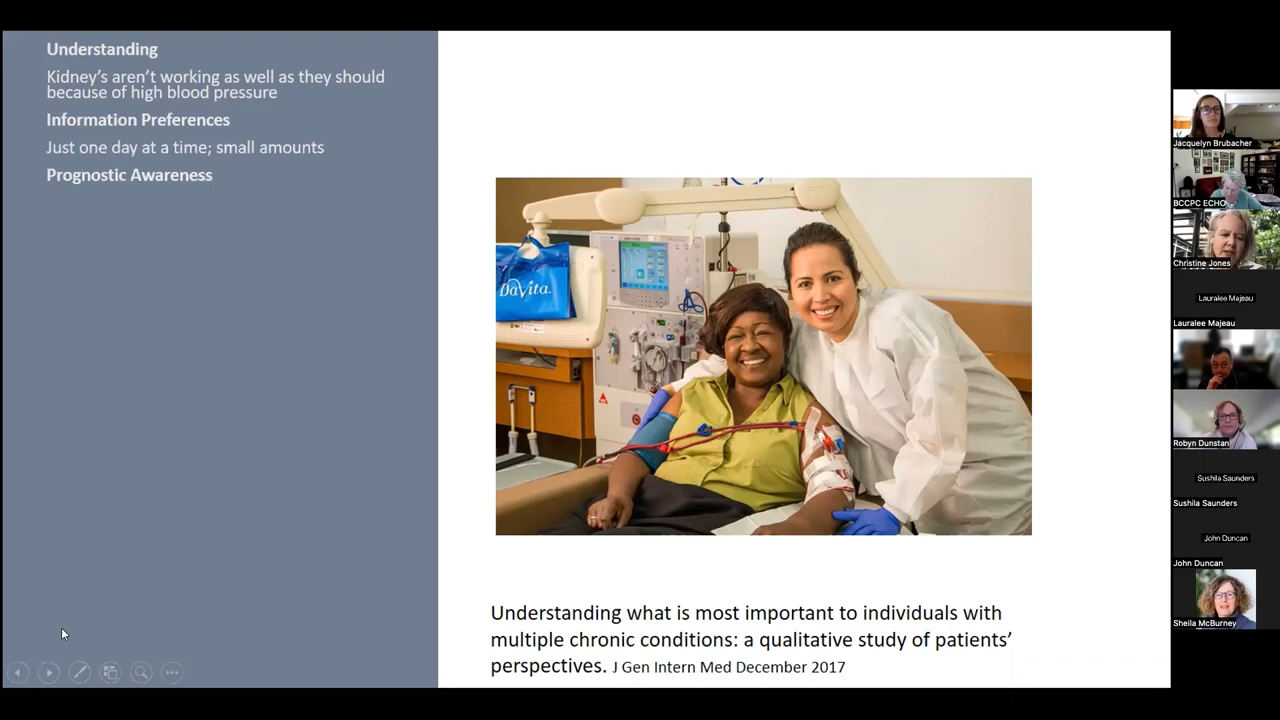 Understanding
Kidney's aren't working as well as they should
because of high blood pressure
Information Preferences
Just one day at a time; small amounts
Prognostic Awareness
DaVita.
Understanding what is most important to individuals with
multiple chronic conditions: a qualitative study of patients'
perspectives. J Gen Intern Med December 2017
Jacquelyn Brubacher
BCCPC ECHO
Christine Jones
Lauralee Majeau
Lauralee Majeau
Robyn Dunstan
Sushila Saunders
Sushila Saunders
John Duncan
John Duncan
Sheila McBurney